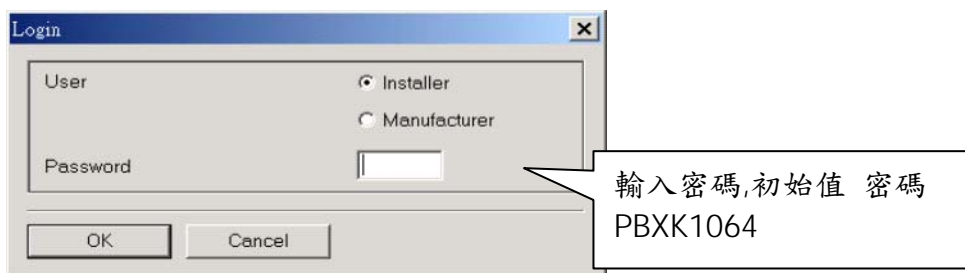 Login
User
Installer
Manufacturer
Password
輸入密碼,初始值 密碼
PBXK1064
OK
Cancel